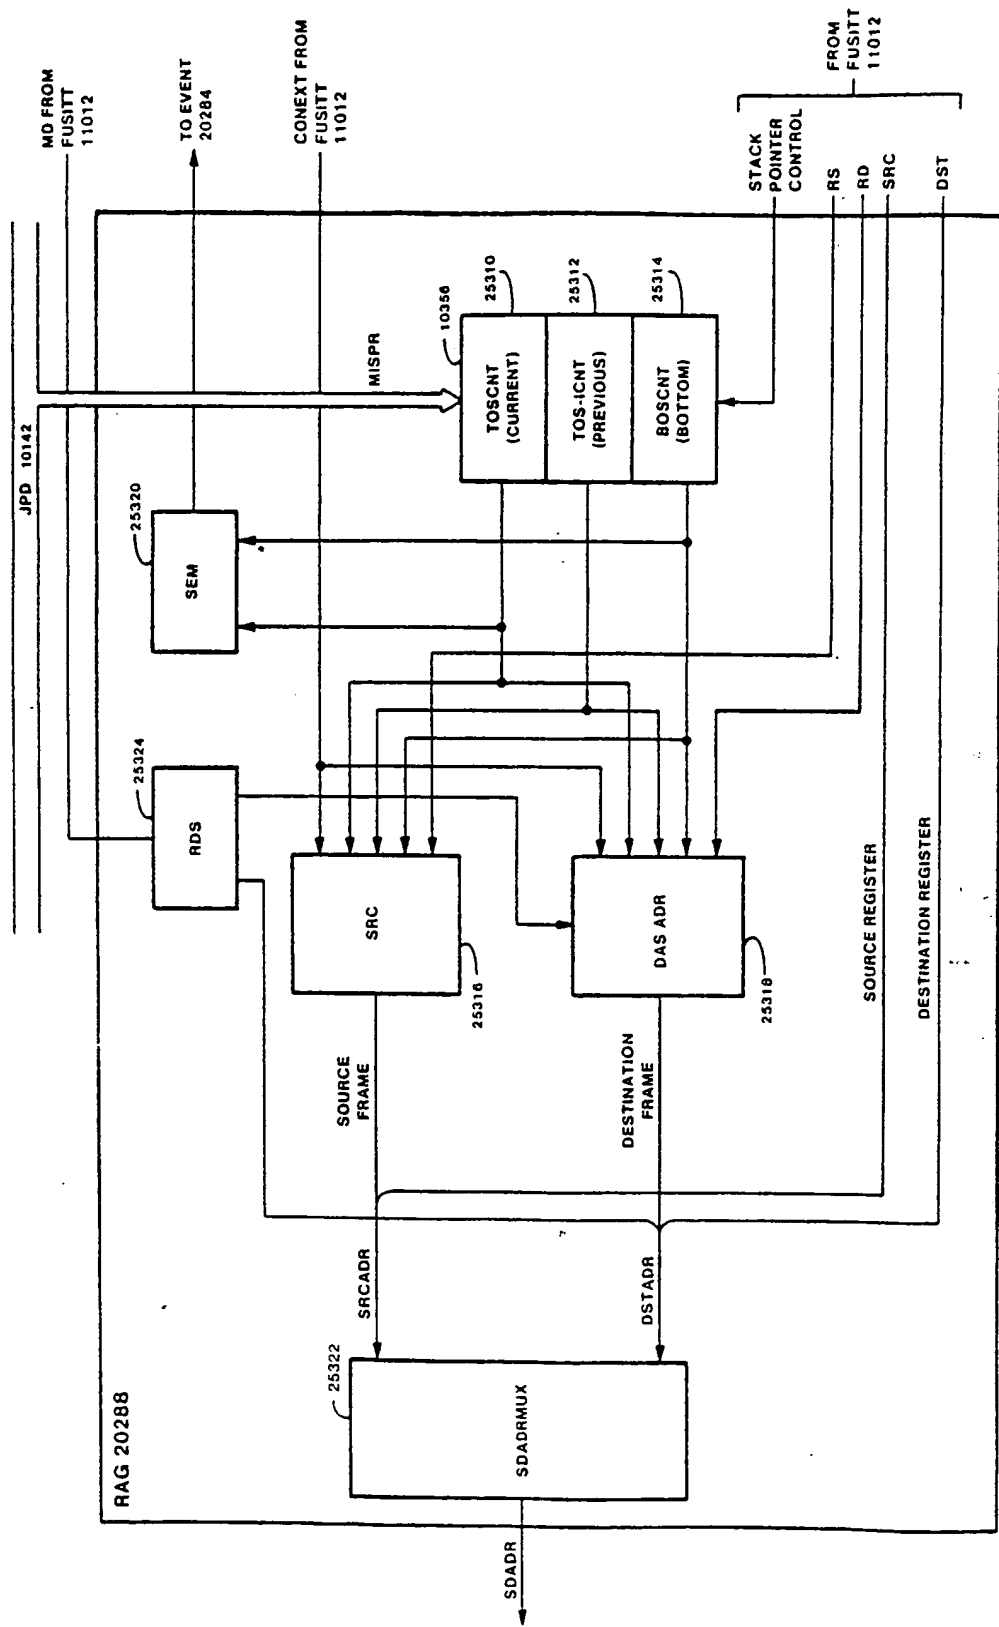 RAG 20288
JPD 10142
MD FROM
FUSITT
11012
TO EVENT
20284
CONEXT FROM
FUSITT
11012
FROM
FUSITT
11012
STACK
POINTER
CONTROL
RS
RD
SRC
DST
MISPR
10356
TOSCNT
(CURRENT)
25310
TOS-ICNT
(PREVIOUS)
25312
BOSCNT
(BOTTOM)
25314
SEM
25320
RDS
25324
SRC
25316
DAS ADR
25318
SOURCE
FRAME
DESTINATION
FRAME
SOURCE REGISTER
DESTINATION REGISTER
SRCADR
DSTADR
SDADRMUX
25322
SDADR